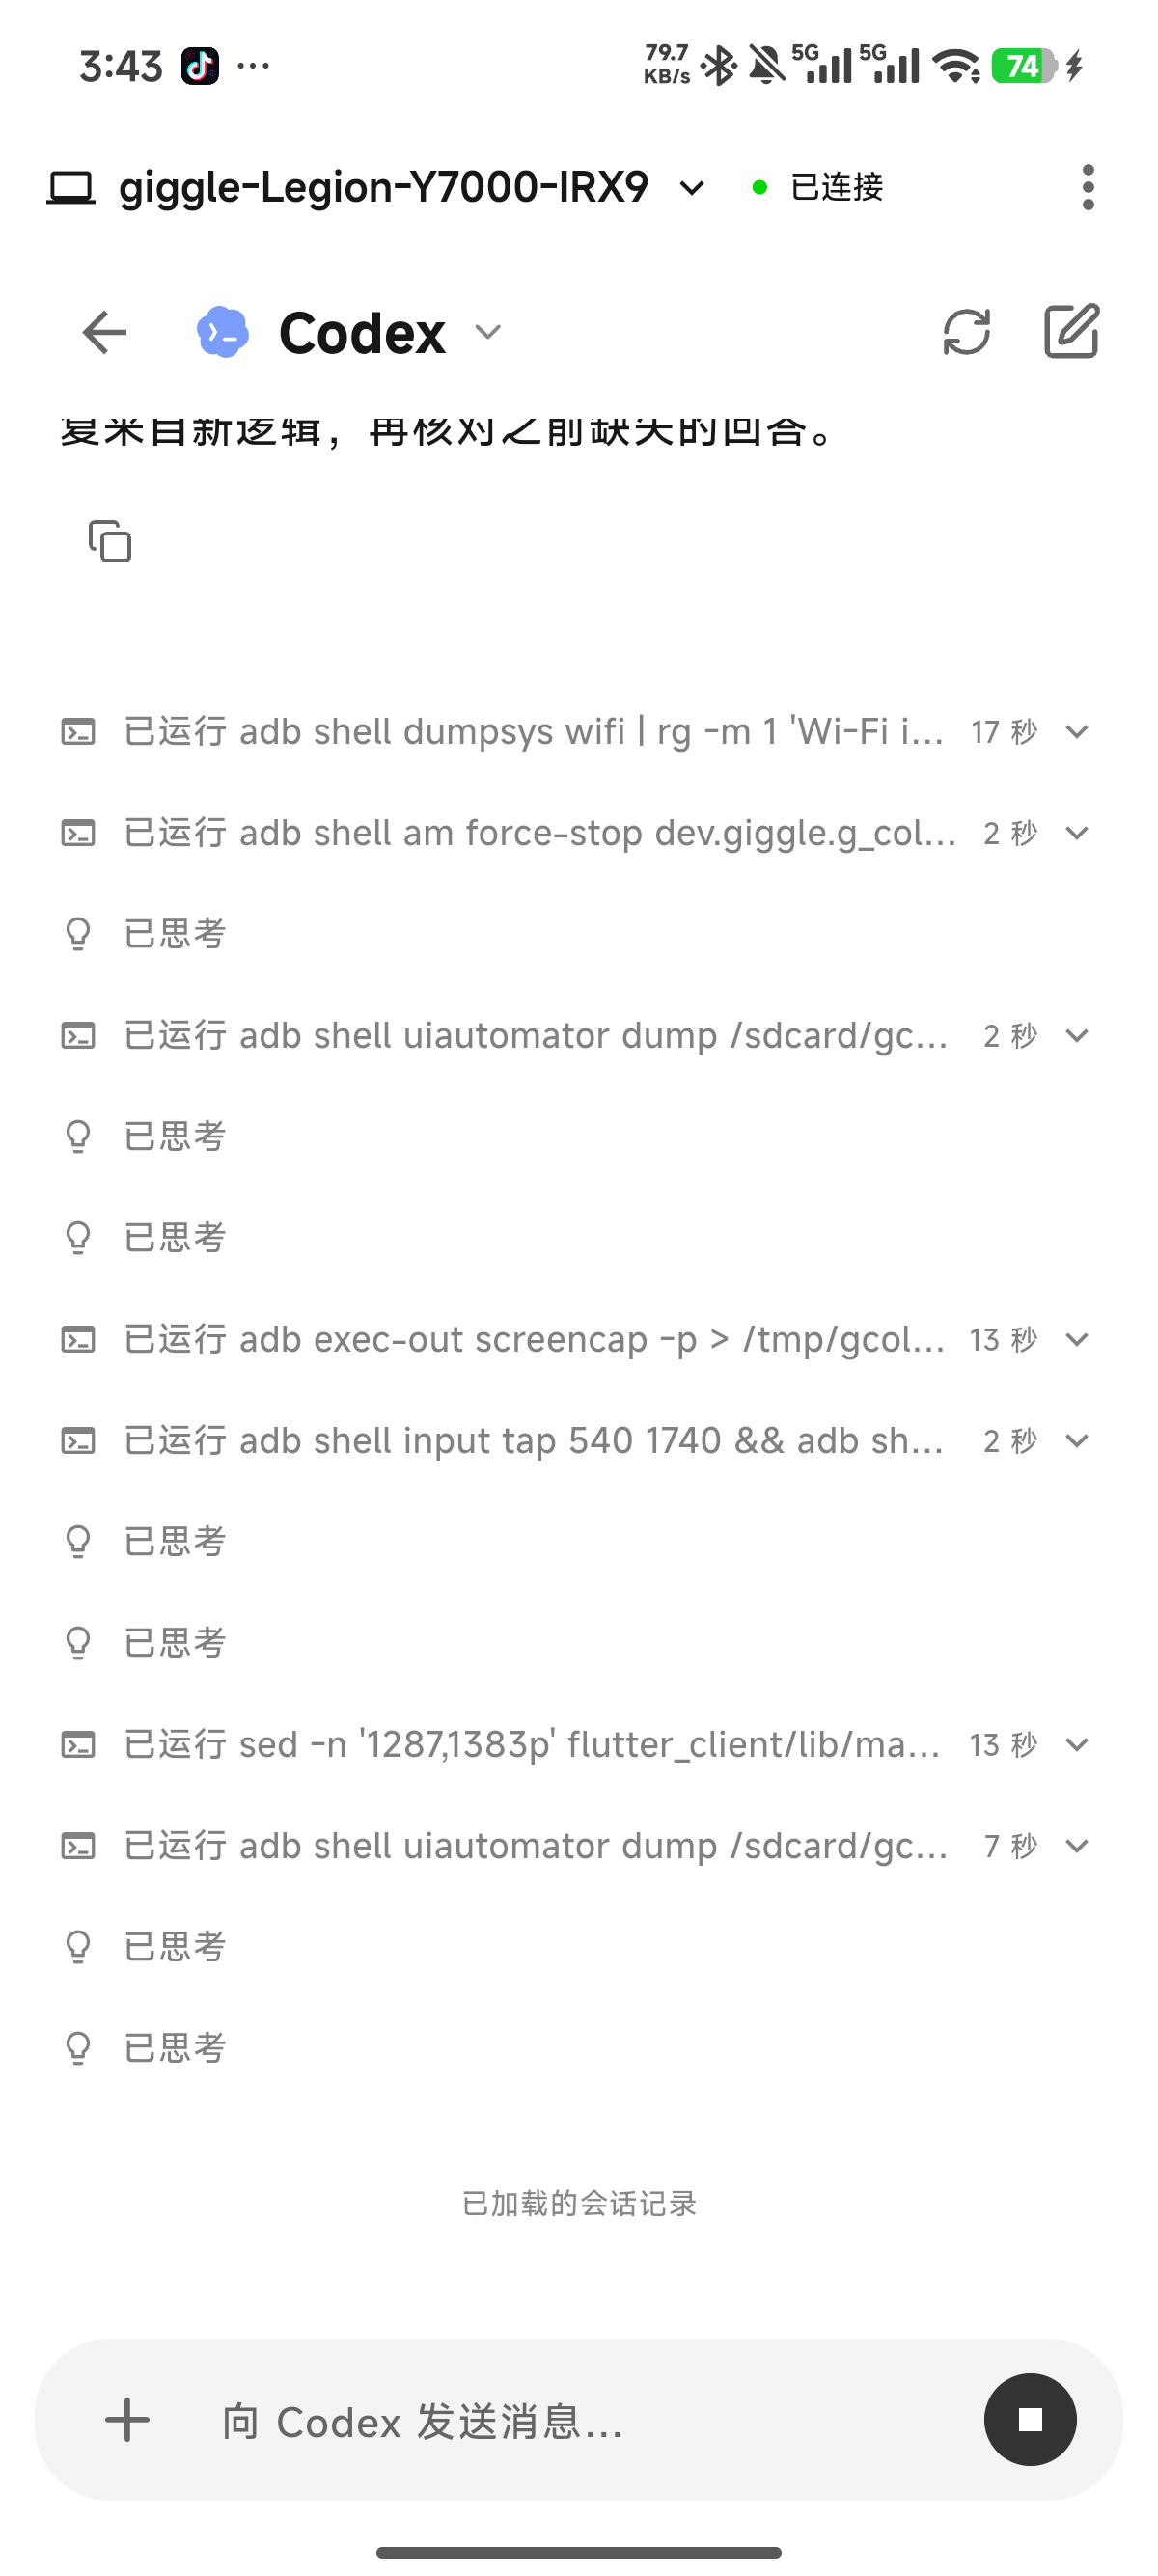 3:43 ...
79.7 KB/s 5G 5G 74
giggle-Legion-Y7000-IRX9 已连接
Codex
复来自新逻辑，再核对之前缺失的回合。
已运行 adb shell dumpsys wifi | rg -m 1 'Wi-Fi i... 17 秒
已运行 adb shell am force-stop dev.giggle.g_col... 2 秒
已思考
已运行 adb shell uiautomator dump /sdcard/gc... 2 秒
已思考
已思考
已运行 adb exec-out screencap -p > /tmp/gcol... 13 秒
已运行 adb shell input tap 540 1740 && adb sh... 2 秒
已思考
已思考
已运行 sed -n '1287,1383p' flutter_client/lib/ma... 13 秒
已运行 adb shell uiautomator dump /sdcard/gc... 7 秒
已思考
已思考
已加载的会话记录
向 Codex 发送消息...